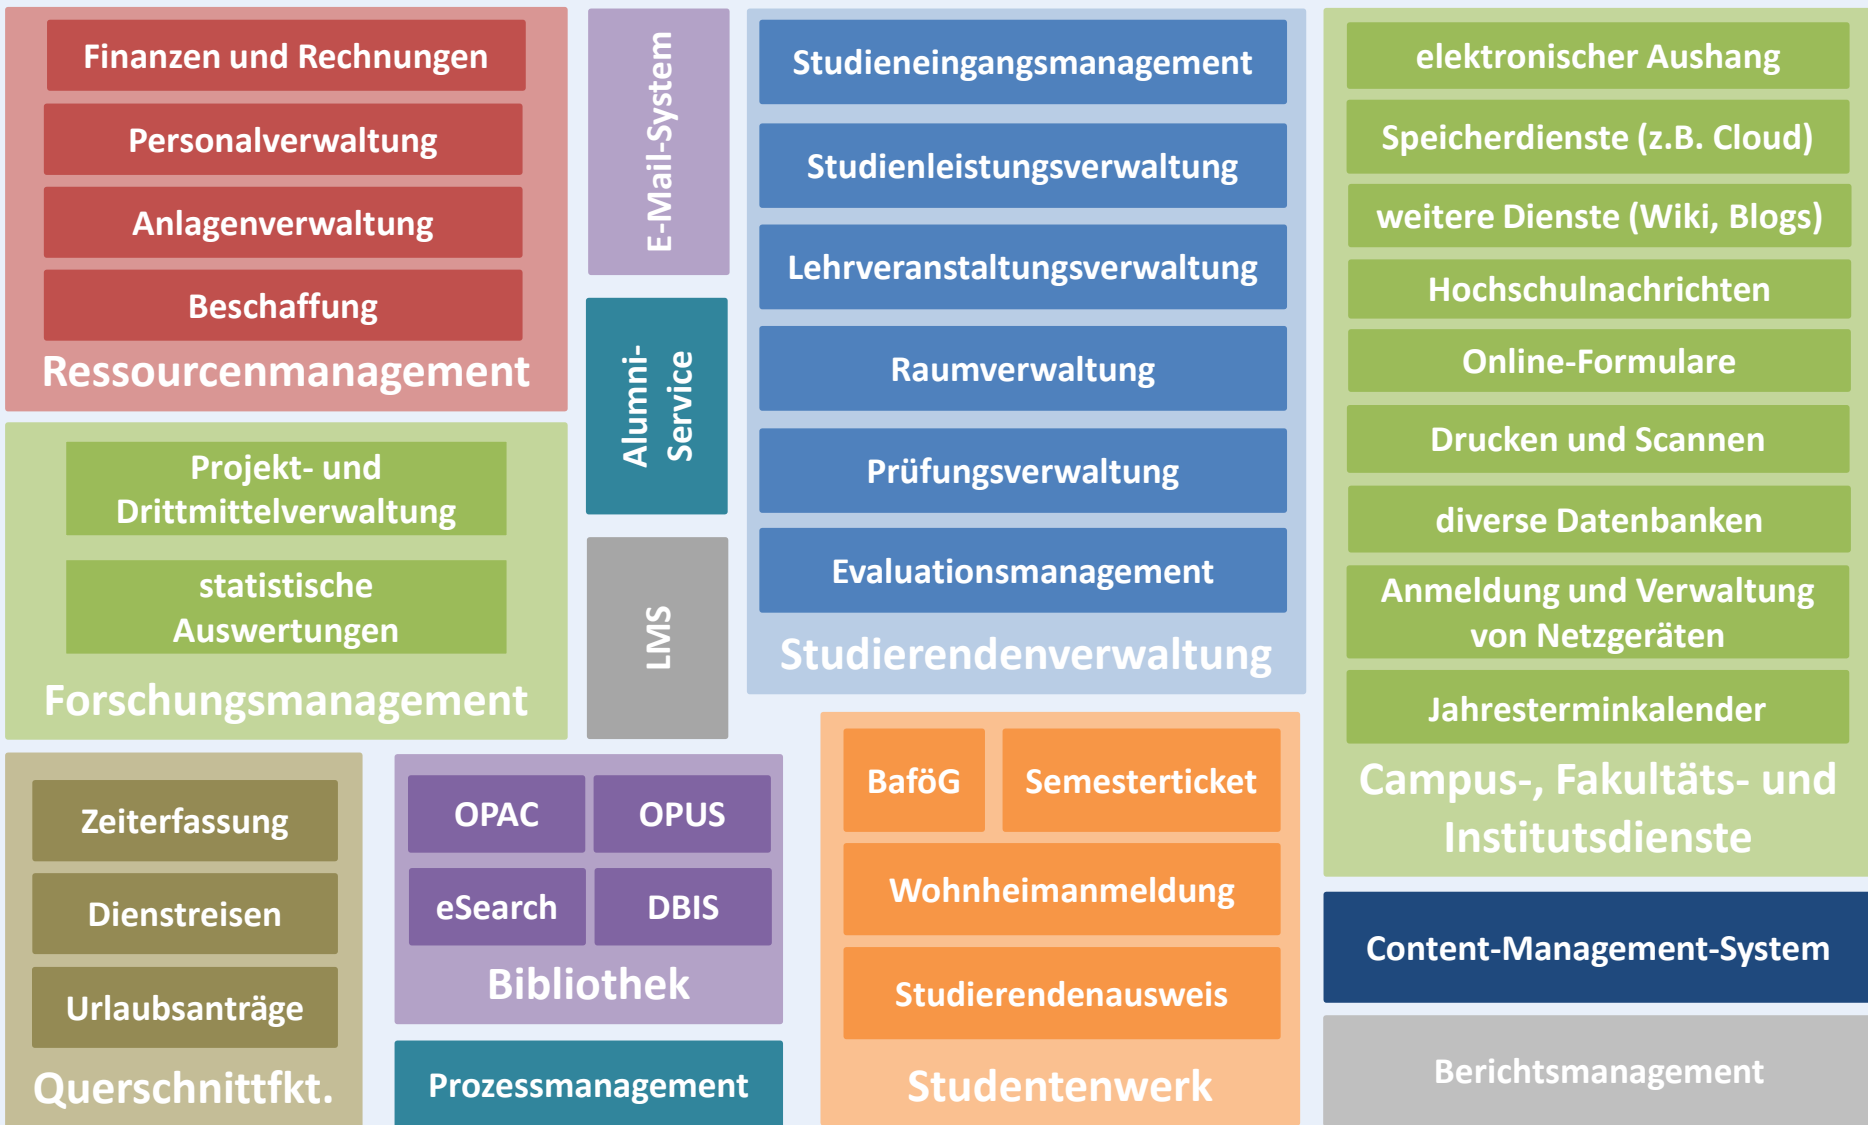 Finanzen und Rechnungen
Personalverwaltung
Anlagenverwaltung
Beschaffung
Ressourcenmanagement
Projekt- und
Drittmittelverwaltung
statistische
Auswertungen
Forschungsmanagement
Zeiterfassung
Dienstreisen
Urlaubsanträge
Querschnittfkt.
E-Mail-System
Alumni-
Service
LMS
OPAC
OPUS
eSearch
DBIS
Bibliothek
Prozessmanagement
Studieneingangsmanagement
Studienleistungsverwaltung
Lehrveranstaltungsverwaltung
Raumverwaltung
Prüfungsverwaltung
Evaluationsmanagement
Studierendenverwaltung
BaföG
Semesterticket
Wohnheimanmeldung
Studierendenausweis
Studentenwerk
elektronischer Aushang
Speicherdienste (z.B. Cloud)
weitere Dienste (Wiki, Blogs)
Hochschulnachrichten
Online-Formulare
Drucken und Scannen
diverse Datenbanken
Anmeldung und Verwaltung
von Netzgeräten
Jahresterminkalender
Campus-, Fakultäts- und
Institutsdienste
Content-Management-System
Berichtsmanagement